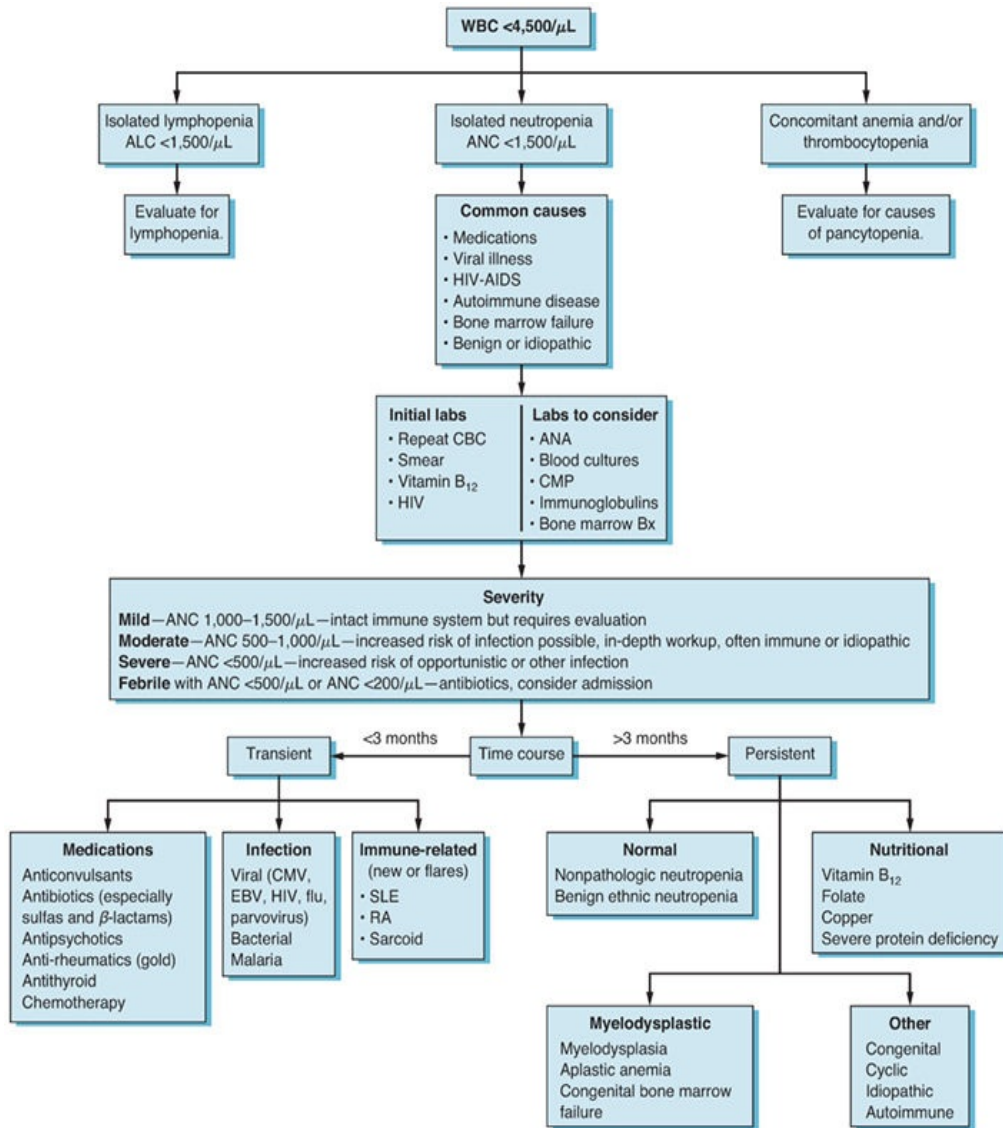 WBC <4,500/μL
Isolated lymphopenia
ALC <1,500/μL
Isolated neutropenia
ANC <1,500/μL
Concomitant anemia and/or
thrombocytopenia
Evaluate for
lymphopenia.
Common causes
• Medications
• Viral illness
• HIV-AIDS
• Autoimmune disease
• Bone marrow failure
• Benign or idiopathic
Evaluate for causes
of pancytopenia.
Initial labs
• Repeat CBC
• Smear
• Vitamin B₁₂
• HIV
Labs to consider
• ANA
• Blood cultures
• CMP
• Immunoglobulins
• Bone marrow Bx
Severity
Mild—ANC 1,000–1,500/μL—intact immune system but requires evaluation
Moderate—ANC 500–1,000/μL—increased risk of infection possible, in-depth workup, often immune or idiopathic
Severe—ANC <500/μL—increased risk of opportunistic or other infection
Febrile with ANC <500/μL or ANC <200/μL—antibiotics, consider admission
Transient
<3 months
Time course
>3 months
Persistent
Medications
Anticonvulsants
Antibiotics (especially
sulfas and β-lactams)
Antipsychotics
Anti-rheumatics (gold)
Antithyroid
Chemotherapy
Infection
Viral (CMV,
EBV, HIV, flu,
parvovirus)
Bacterial
Malaria
Immune-related
(new or flares)
• SLE
• RA
• Sarcoid
Normal
Nonpathologic neutropenia
Benign ethnic neutropenia
Nutritional
Vitamin B₁₂
Folate
Copper
Severe protein deficiency
Myelodysplastic
Myelodysplasia
Aplastic anemia
Congenital bone marrow
failure
Other
Congenital
Cyclic
Idiopathic
Autoimmune